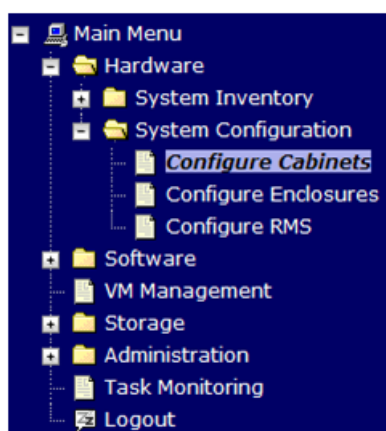 Main Menu
Hardware
System Inventory
System Configuration
Configure Cabinets
Configure Enclosures
Configure RMS
Software
VM Management
Storage
Administration
Task Monitoring
Logout